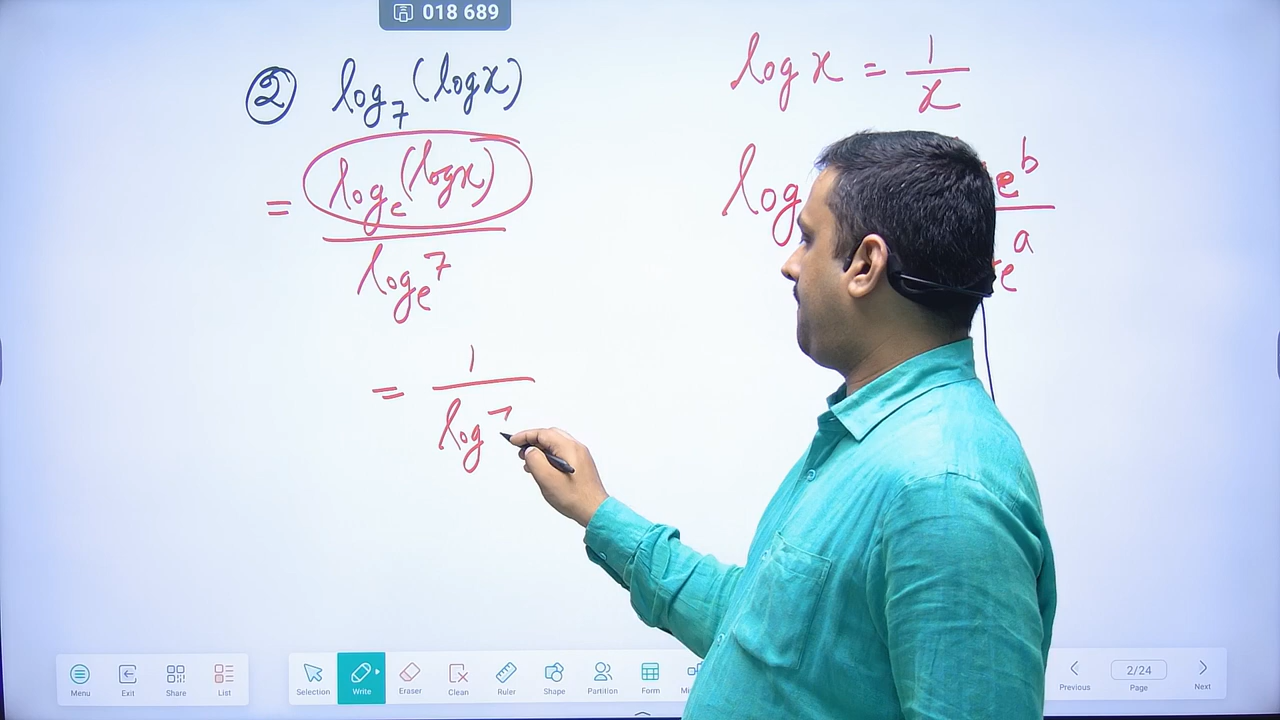 018 689
② log₇(logx)
= logₑ(logx)
logₑ7
= 1
log 7
log x = 1
x
log
e^b
e^a
Menu Exit Share List Selection Write Eraser Clean Ruler Shape Partition Form Previous 2/24 Page Next